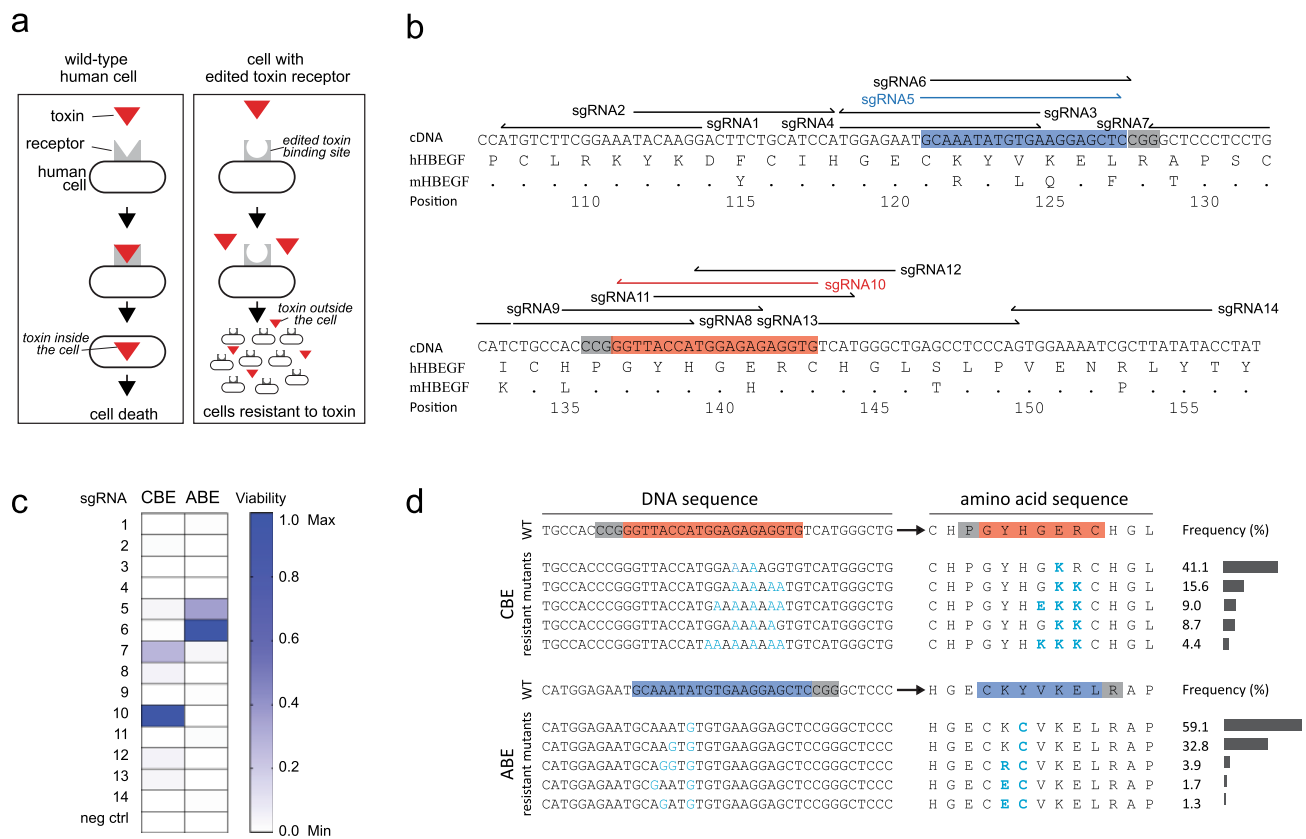 a
wild-type
human cell
cell with
edited toxin receptor
toxin
receptor
human
cell
edited toxin
binding site
toxin inside
the cell
toxin outside
the cell
cell death
cells resistant to toxin
b
sgRNA6
sgRNA5
sgRNA2
sgRNA3
sgRNA1
sgRNA4
sgRNA7
cDNA CCATGTCTTCGGAAATACAAGGACTTCTGCATCCATGGAGAATGCAAATATGTGAAGGAGCTCCGGGCTCCCTCCTG
hHBEGF P C L R K Y K D F C I H G E C K Y V K E L R A P S C
mHBEGF . . . . . . . . Y . . . . . . R . L Q . F . T . . .
Position 110 115 120 125 130
sgRNA12
sgRNA10
sgRNA11
sgRNA9
sgRNA14
sgRNA8
sgRNA13
cDNA CATCTGCCACCCGGGTTACCATGGAGAGAGGTGTCATGGGCTGAGCCTCCCAGTGGAAAATCGCTTATATACCTAT
hHBEGF I C H P G Y H G E R C H G L S L P V E N R L Y T Y
mHBEGF K . L . . . . . H . . . . . T . . . . . P . . . .
Position 135 140 145 150 155
c
sgRNA CBE ABE Viability
1
2
3
4
5
6
7
8
9
10
11
12
13
14
neg ctrl
1.0 Max
0.8
0.6
0.4
0.2
0.0 Min
d
DNA sequence
amino acid sequence
WT
TGCCACCCGGGTTACCATGGAGAGAGGTGTCATGGGCTG
C H P G Y H G E R C H G L
Frequency (%)
CBE
resistant mutants
TGCCACCCGGGTTACCATGGAAAAAGGTGTCATGGGCTG C H P G Y H G K R C H G L 41.1
TGCCACCCGGGTTACCATGGAAAAAAATGTCATGGGCTG C H P G Y H G K K C H G L 15.6
TGCCACCCGGGTTACCATGAAAAAAAATGTCATGGGCTG C H P G Y H E K K C H G L 9.0
TGCCACCCGGGTTACCATGGAAAAAAGTGTCATGGGCTG C H P G Y H G K K C H G L 8.7
TGCCACCCGGGTTACCATAAAAAAAAATGTCATGGGCTG C H P G Y H K K K C H G L 4.4
WT
CATGGAGAATGCAAATATGTGAAGGAGCTCCGGGCTCCC
H G E C K Y V K E L R A P
Frequency (%)
ABE
resistant mutants
CATGGAGAATGCAAATGTGTGAAGGAGCTCCGGGCTCCC H G E C K C V K E L R A P 59.1
CATGGAGAATGCAAGTGTGTGAAGGAGCTCCGGGCTCCC H G E C K C V K E L R A P 32.8
CATGGAGAATGCAGGTGTGTGAAGGAGCTCCGGGCTCCC H G E C R C V K E L R A P 3.9
CATGGAGAATGCGAATGTGTGAAGGAGCTCCGGGCTCCC H G E C E C V K E L R A P 1.7
CATGGAGAATGCAGATGTGTGAAGGAGCTCCGGGCTCCC H G E C E C V K E L R A P 1.3